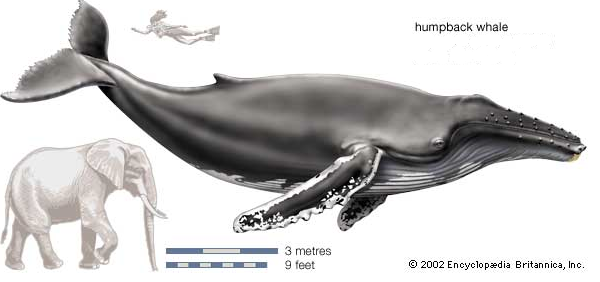 humpback whale
3 metres
9 feet
© 2002 Encyclopædia Britannica, Inc.